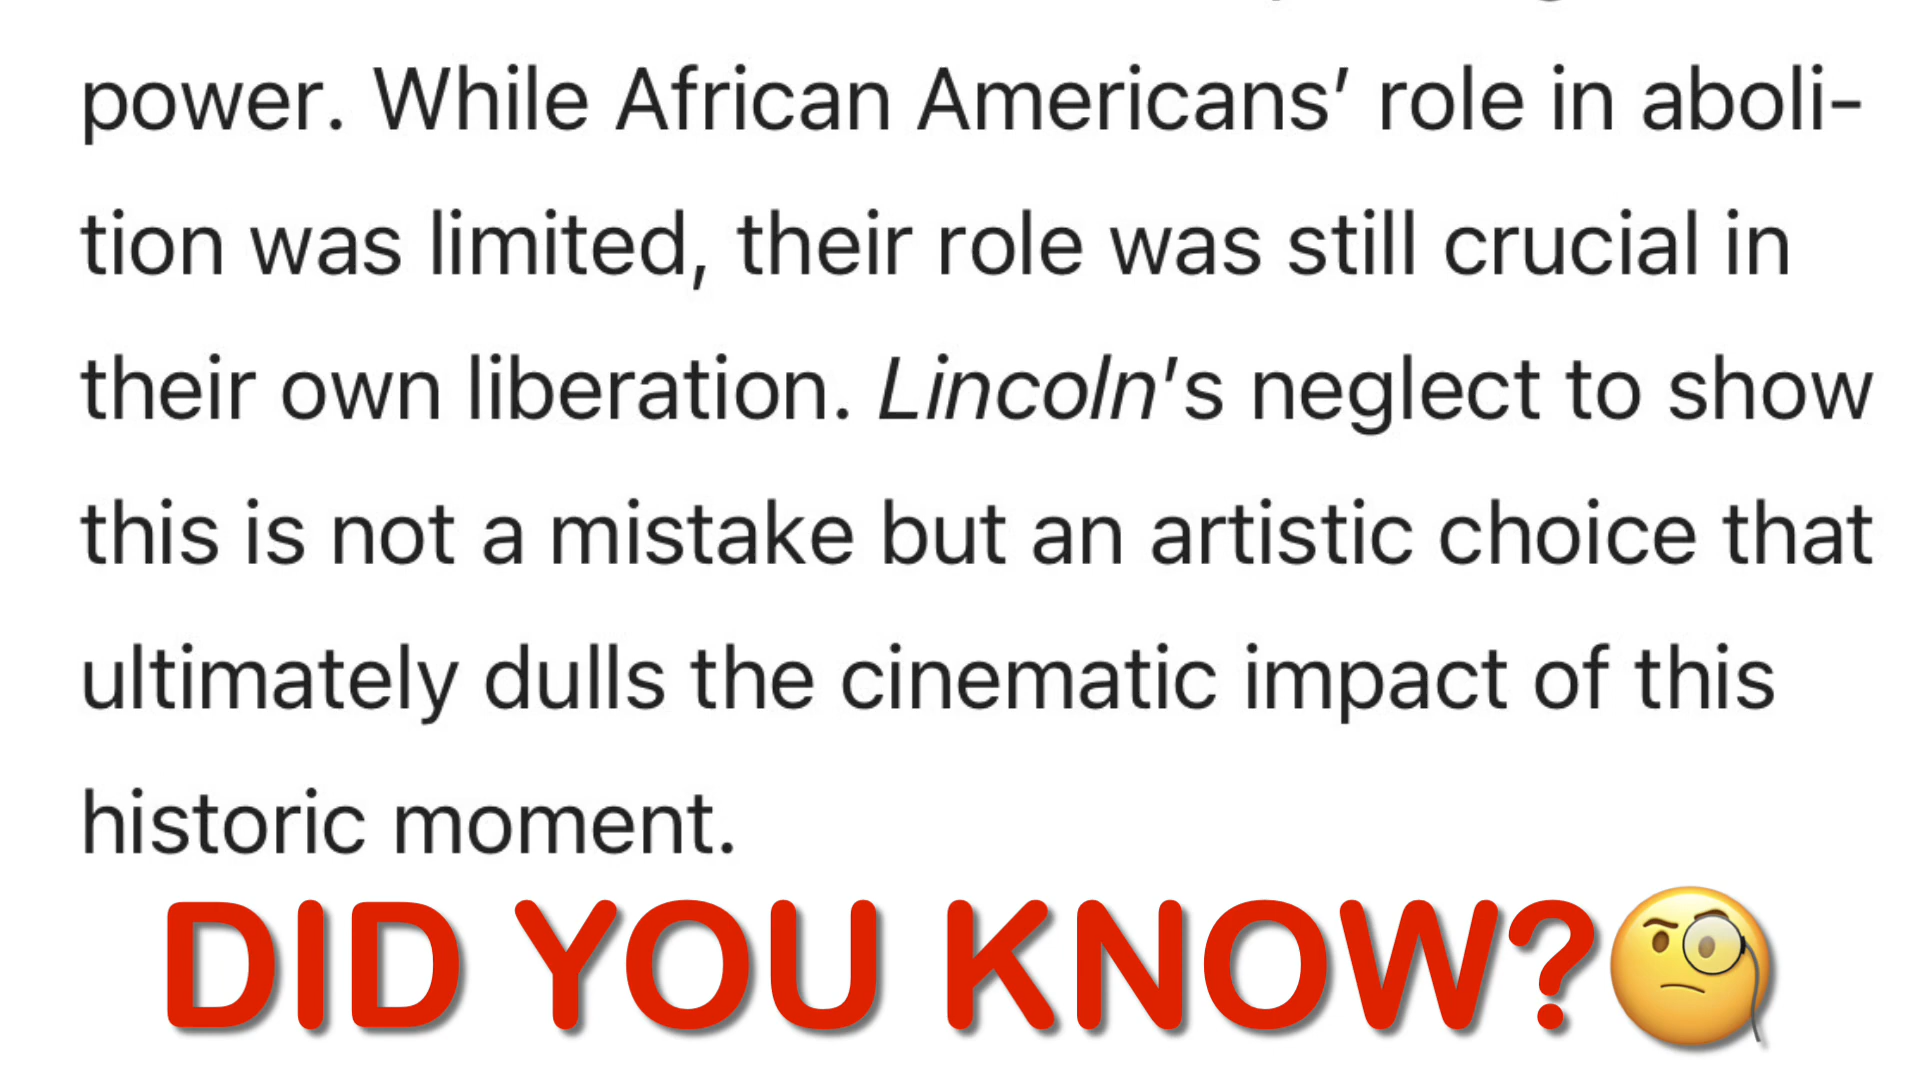 power. While African Americans’ role in aboli-
tion was limited, their role was still crucial in
their own liberation. Lincoln's neglect to show
this is not a mistake but an artistic choice that
ultimately dulls the cinematic impact of this
historic moment.
DID YOU KNOW?🧐